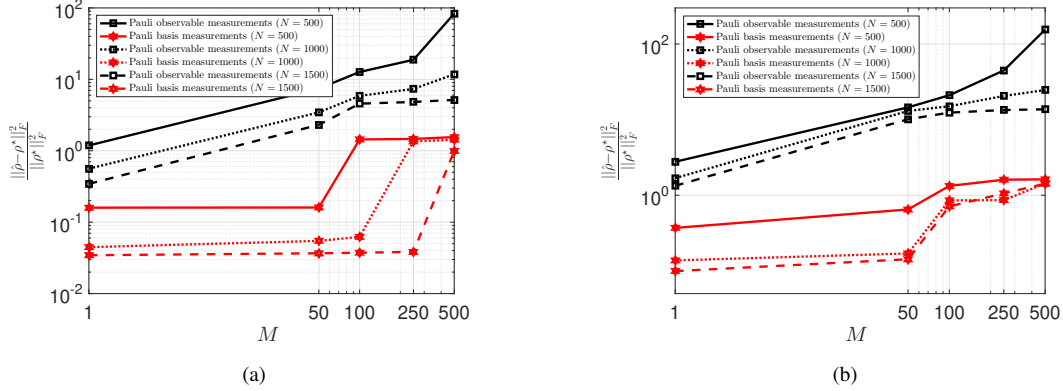 10^2
10^1
10^0
10^{-1}
10^{-2}
||ρ̂−ρ*||_F^2 / ||ρ*||_F^2
Pauli observable measurements (N = 500)
Pauli basis measurements (N = 500)
Pauli observable measurements (N = 1000)
Pauli basis measurements (N = 1000)
Pauli observable measurements (N = 1500)
Pauli basis measurements (N = 1500)
1 50 100 250 500
M
(a)
10^2
10^0
||ρ̂−ρ*||_F^2 / ||ρ*||_F^2
Pauli observable measurements (N = 500)
Pauli basis measurements (N = 500)
Pauli observable measurements (N = 1000)
Pauli basis measurements (N = 1000)
Pauli observable measurements (N = 1500)
Pauli basis measurements (N = 1500)
1 50 100 250 500
M
(b)